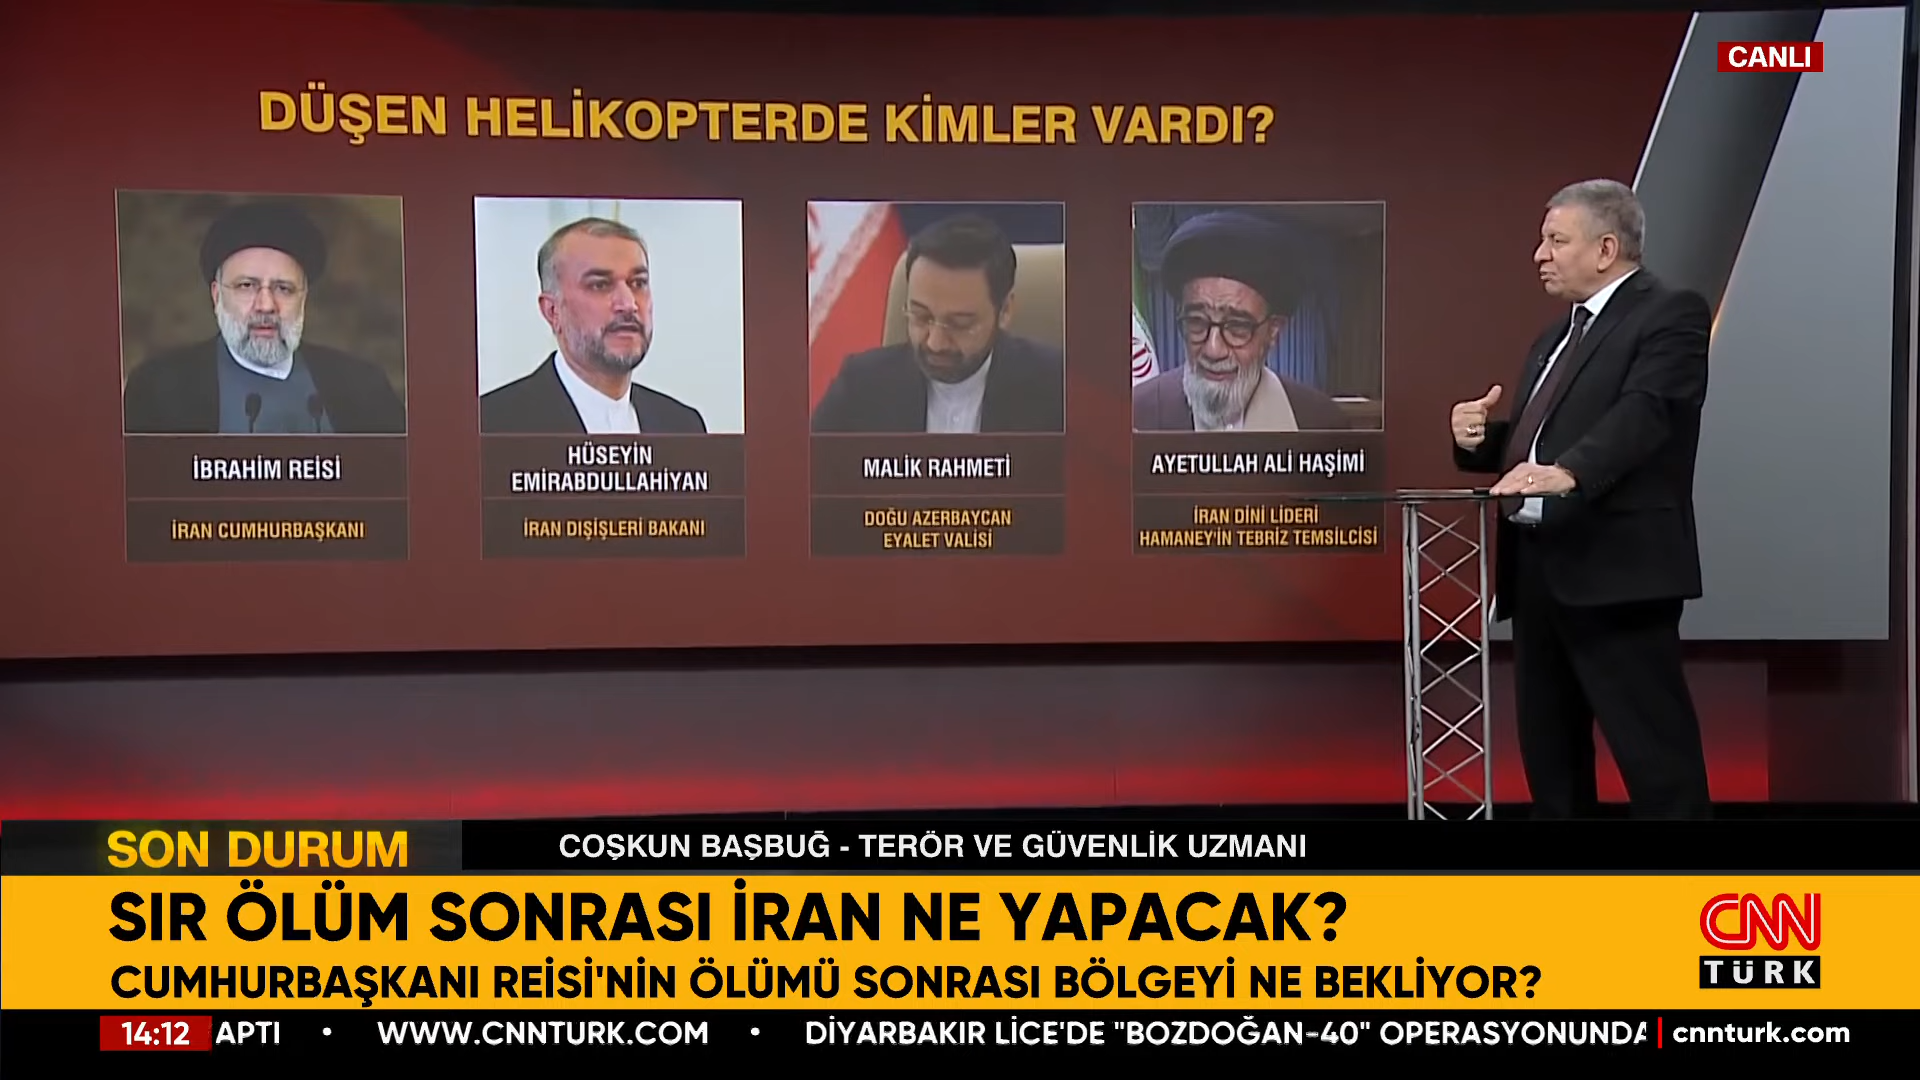 CANLI
DÜŞEN HELİKOPTERDE KİMLER VARDI?
İBRAHİM REİSİ
İRAN CUMHURBAŞKANI
HÜSEYİN
EMİRABDULLAHİYAN
İRAN DIŞİŞLERİ BAKANI
MALİK RAHMETİ
DOĞU AZERBAYCAN
EYALET VALİSİ
AYETULLAH ALİ HAŞİMİ
İRAN DİNİ LİDERİ
HAMANEY'İN TEBRİZ TEMSİLCİSİ
SON DURUM
COŞKUN BAŞBUĞ - TERÖR VE GÜVENLİK UZMANI
SIR ÖLÜM SONRASI İRAN NE YAPACAK?
CUMHURBAŞKANI REİSİ'NİN ÖLÜMÜ SONRASI BÖLGEYİ NE BEKLİYOR?
CNN
TÜRK
14:12 APTI • WWW.CNNTURK.COM • DİYARBAKIR LİCE'DE "BOZDOĞAN-40" OPERASYONUNDA cnnturk.com